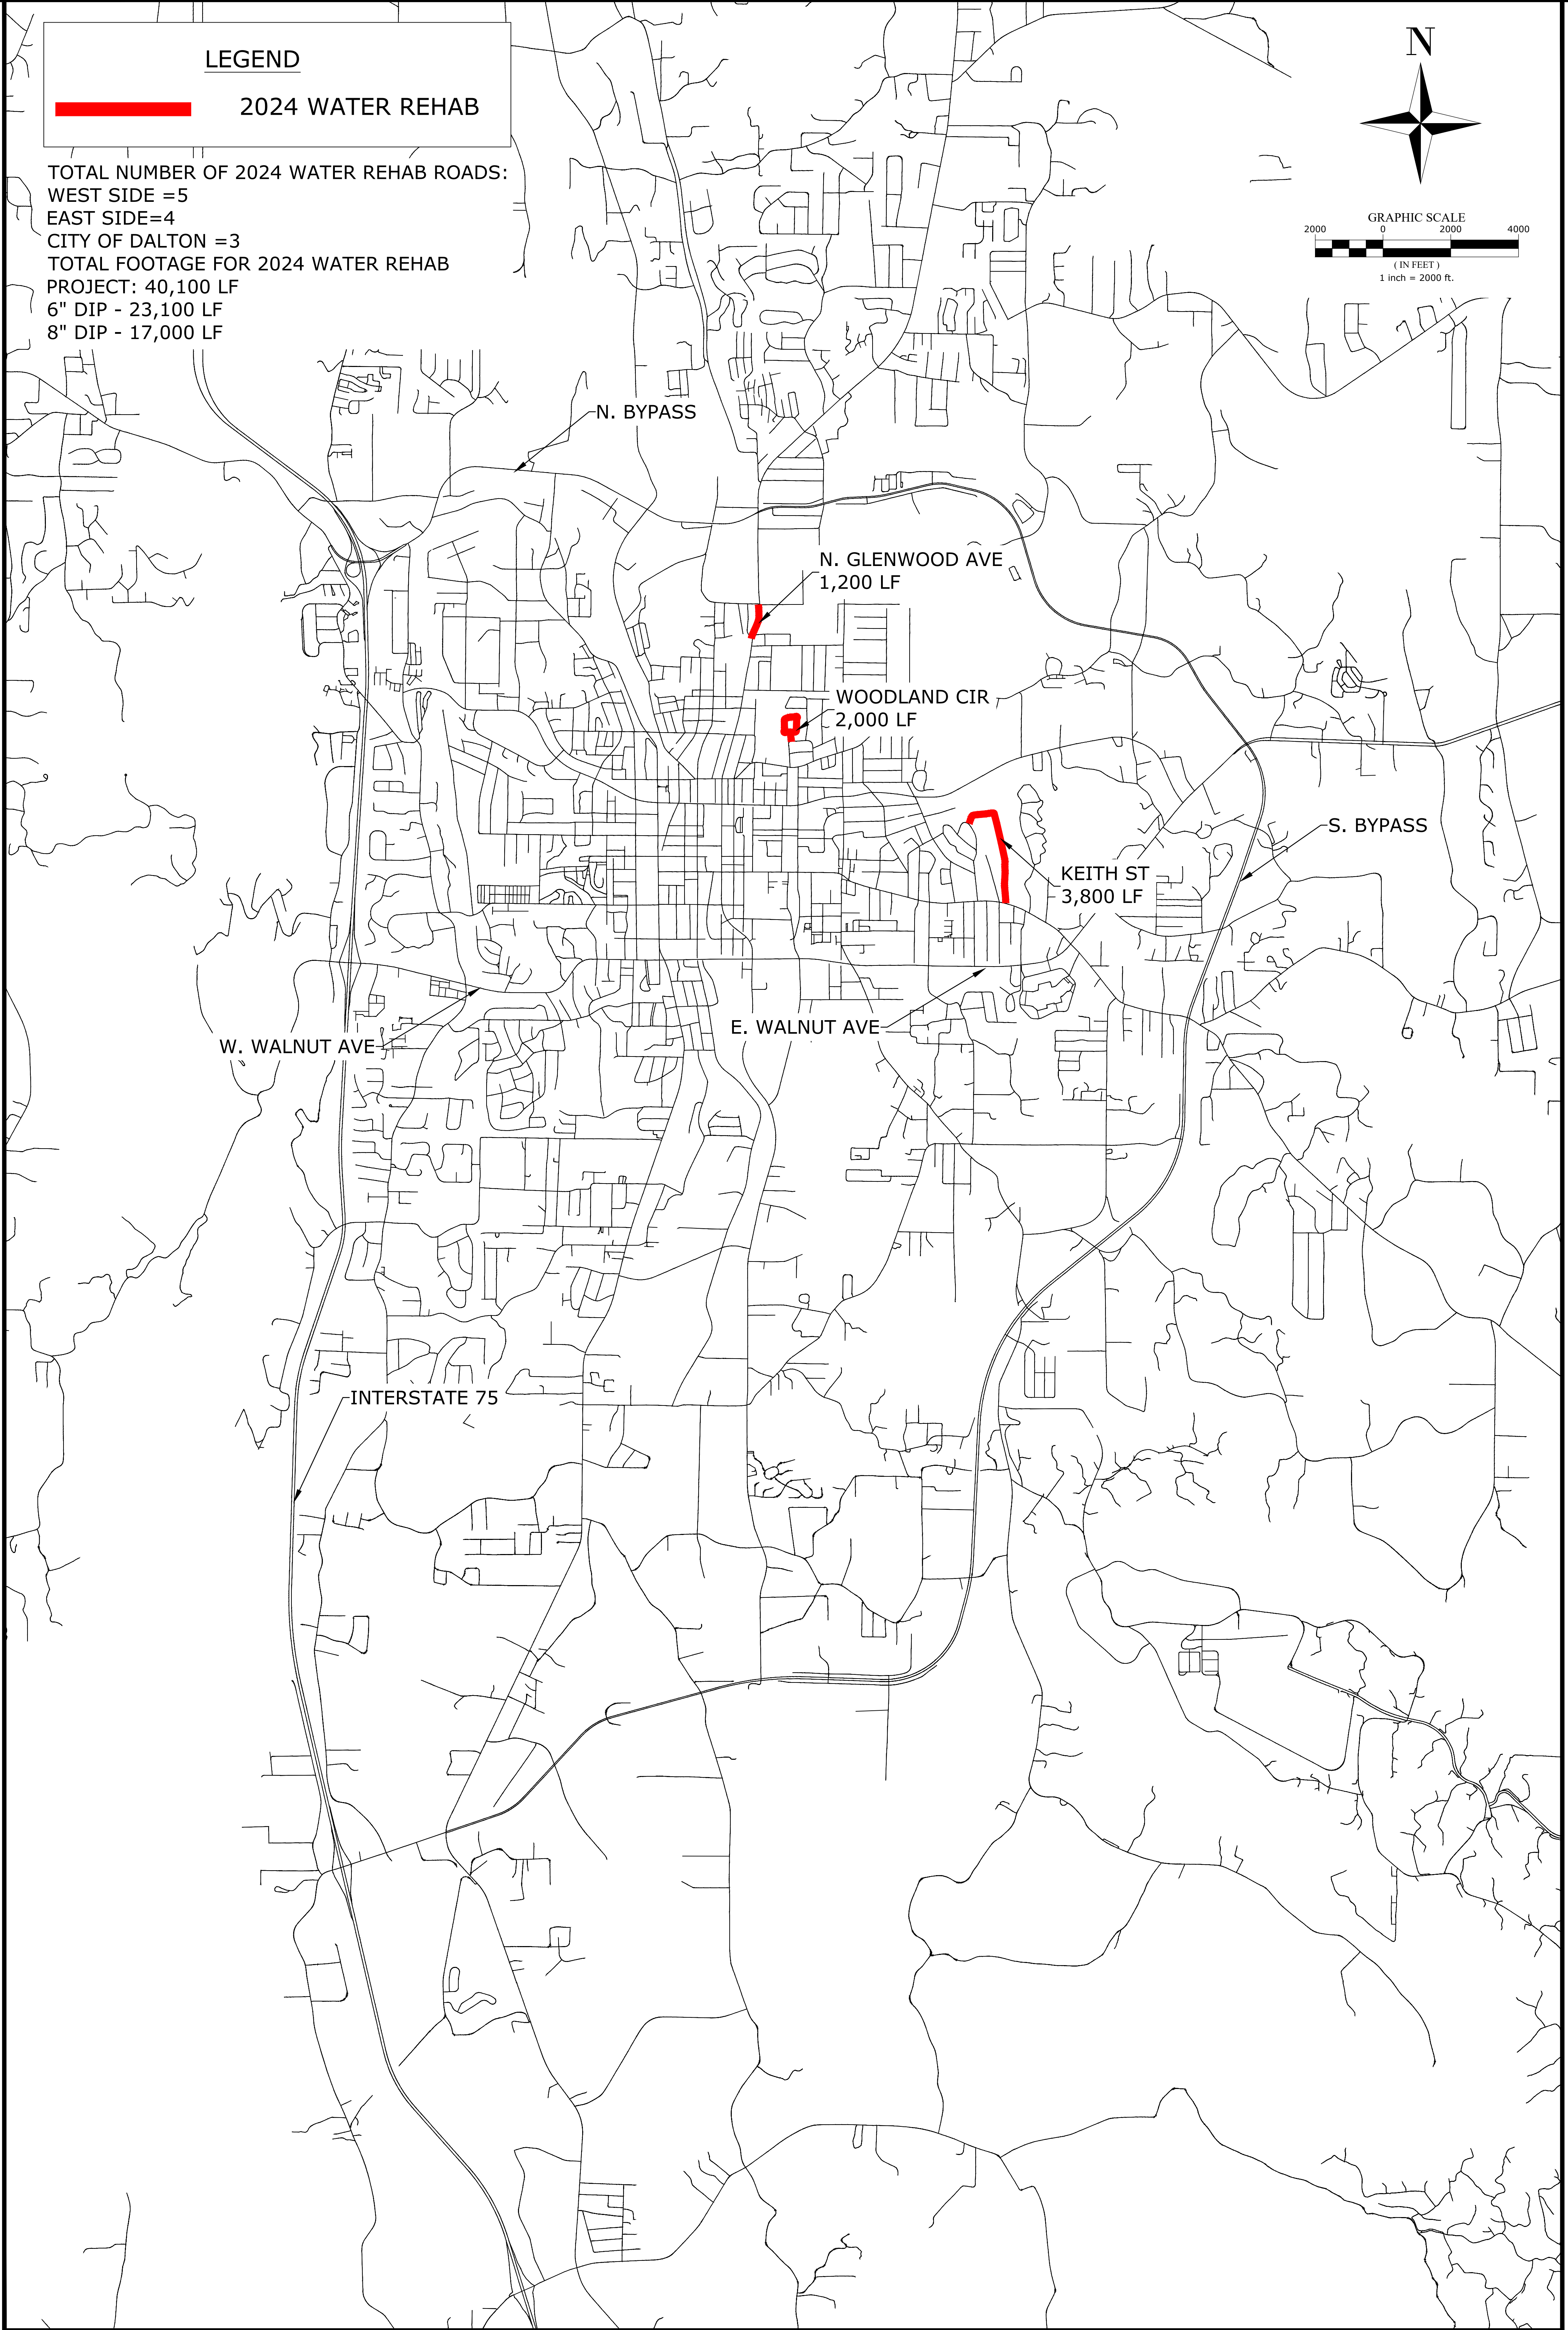 LEGEND
2024 WATER REHAB
TOTAL NUMBER OF 2024 WATER REHAB ROADS:
WEST SIDE =5
EAST SIDE=4
CITY OF DALTON =3
TOTAL FOOTAGE FOR 2024 WATER REHAB
PROJECT: 40,100 LF
6" DIP - 23,100 LF
8" DIP - 17,000 LF
N
GRAPHIC SCALE
2000 0 2000 4000
( IN FEET )
1 inch = 2000 ft.
N. BYPASS
N. GLENWOOD AVE
1,200 LF
WOODLAND CIR
2,000 LF
S. BYPASS
KEITH ST
3,800 LF
E. WALNUT AVE
W. WALNUT AVE
INTERSTATE 75